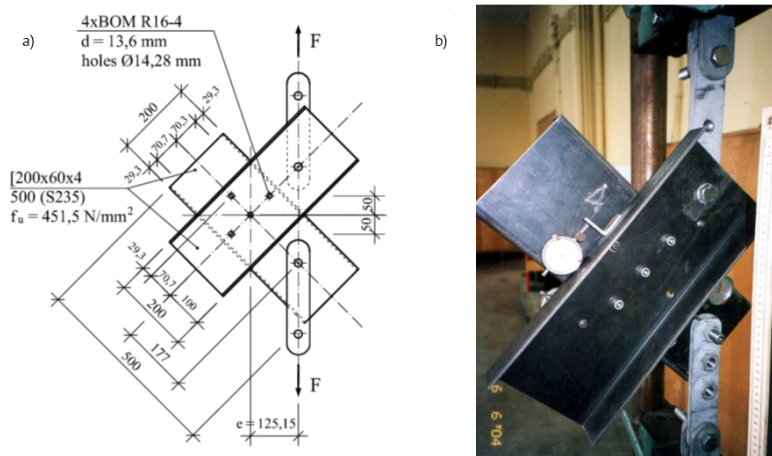 a)
4xBOM R16-4
d = 13,6 mm
holes Ø14,28 mm
F
200
29,3
70,3
70,7
29,3
[200x60x4
500 (S235)
fu = 451,5 N/mm²
50 50
29,3
70,7
100
200
177
500
F
e = 125,15
b)
6 6 '04